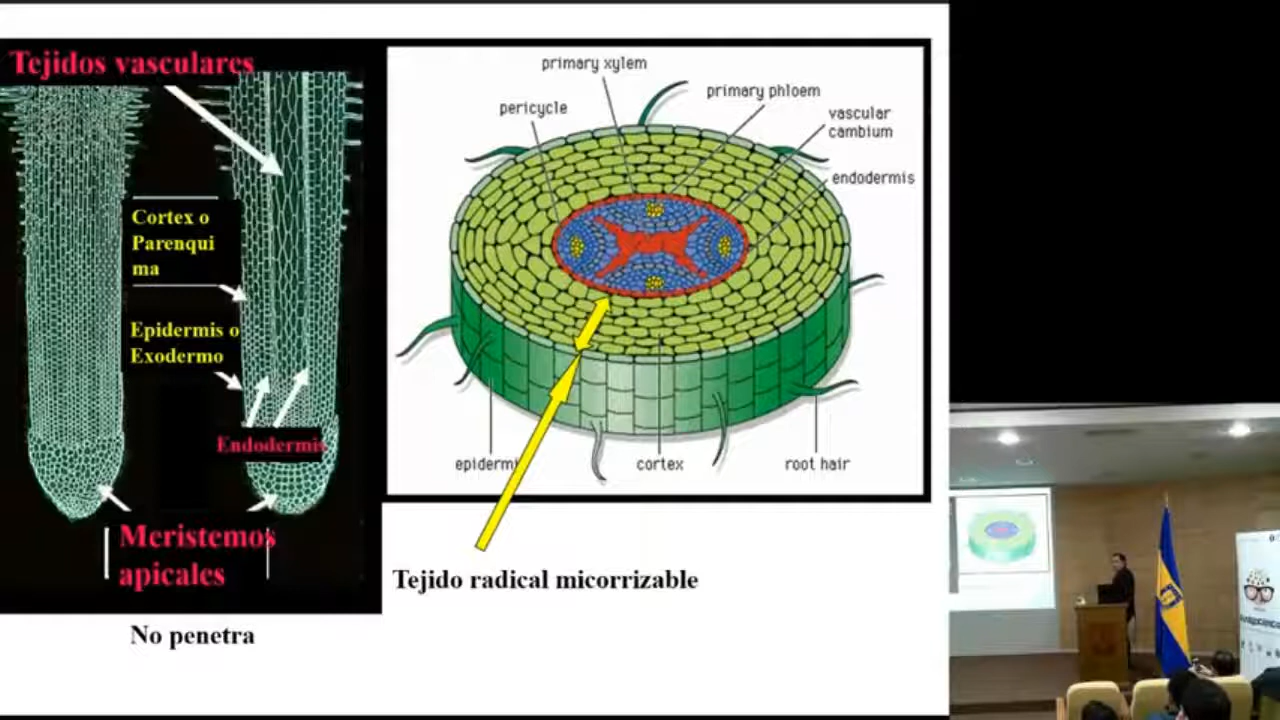 Tejidos vasculares
Cortex o
Parenqui
ma
Epidermis o
Exodermo
Endodermis
Meristemos
apicales
No penetra
primary xylem
pericycle
primary phloem
vascular
cambium
endodermis
epidermi
cortex
root hair
Tejido radical micorrizable